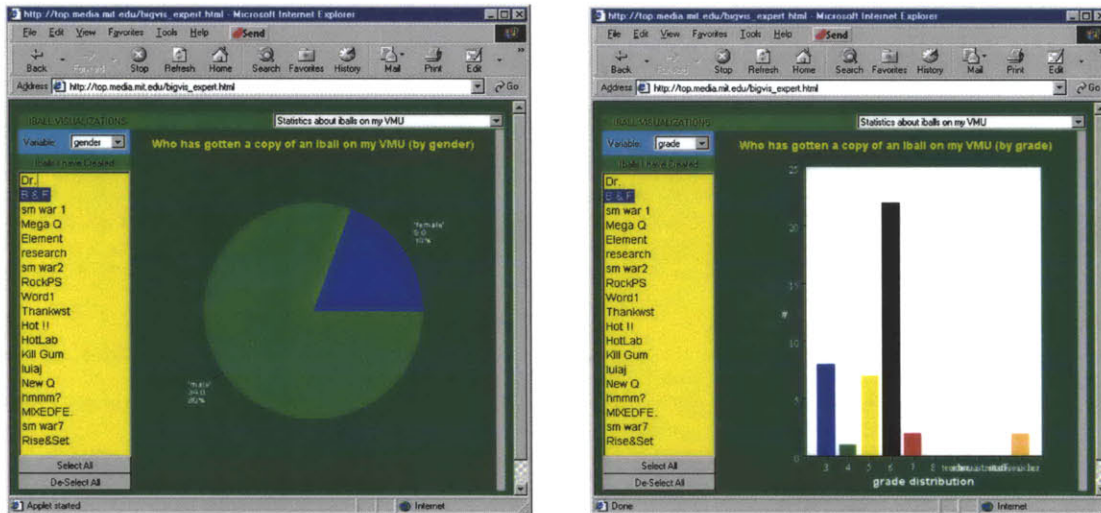 http://top.media.mit.edu/bigvis_expert.html - Microsoft Internet Explorer
File Edit View Favorites Tools Help Send
Back Forward Stop Refresh Home Search Favorites History Mail Print Edit
Address http://top.media.mit.edu/bigvis_expert.html Go
IBALL VISUALIZATIONS
Statistics about iballs on my VMU
Variable: gender
Who has gotten a copy of an iball on my VMU (by gender)
Iballs I have Created
Dr.
B & F
sm war 1
Mega Q
Element
research
sm war2
RockPS
Word1
Thankwst
Hot !!
HotLab
Kill Gum
lulaj
New Q
hmmm?
MIXEDFE.
sm war7
Rise&Set
'female'
'male'
Select All
De-Select All
Applet started Internet
http://top.media.mit.edu/bigvis_expert.html - Microsoft Internet Explorer
File Edit View Favorites Tools Help Send
Back Forward Stop Refresh Home Search Favorites History Mail Print Edit
Address http://top.media.mit.edu/bigvis_expert.html Go
IBALL VISUALIZATIONS
Statistics about iballs on my VMU
Variable: grade
Who has gotten a copy of an iball on my VMU (by grade)
Iballs I have Created
Dr.
B & F
sm war 1
Mega Q
Element
research
sm war2
RockPS
Word1
Thankwst
Hot !!
HotLab
Kill Gum
lulaj
New Q
hmmm?
MIXEDFE.
sm war7
Rise&Set
25
20
15
10
5
0
#
3 4 5 6 7 8
grade distribution
Select All
De-Select All
Done Internet